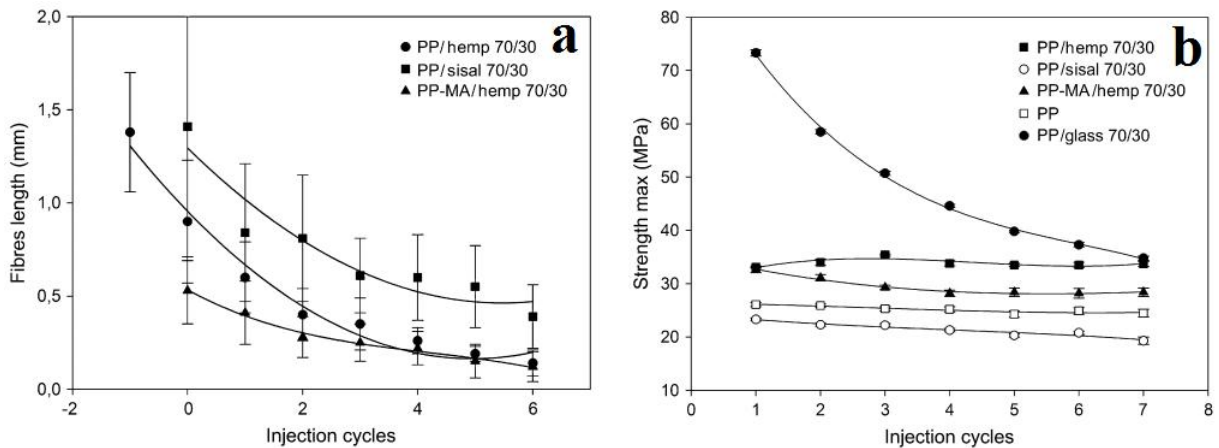 a
PP/hemp 70/30
PP/sisal 70/30
PP-MA/hemp 70/30
2,0
1,5
1,0
0,5
0,0
Fibres length (mm)
-2 0 2 4 6
Injection cycles
b
PP/hemp 70/30
PP/sisal 70/30
PP-MA/hemp 70/30
PP
PP/glass 70/30
80
70
60
50
40
30
20
10
Strength max (MPa)
0 1 2 3 4 5 6 7 8
Injection cycles